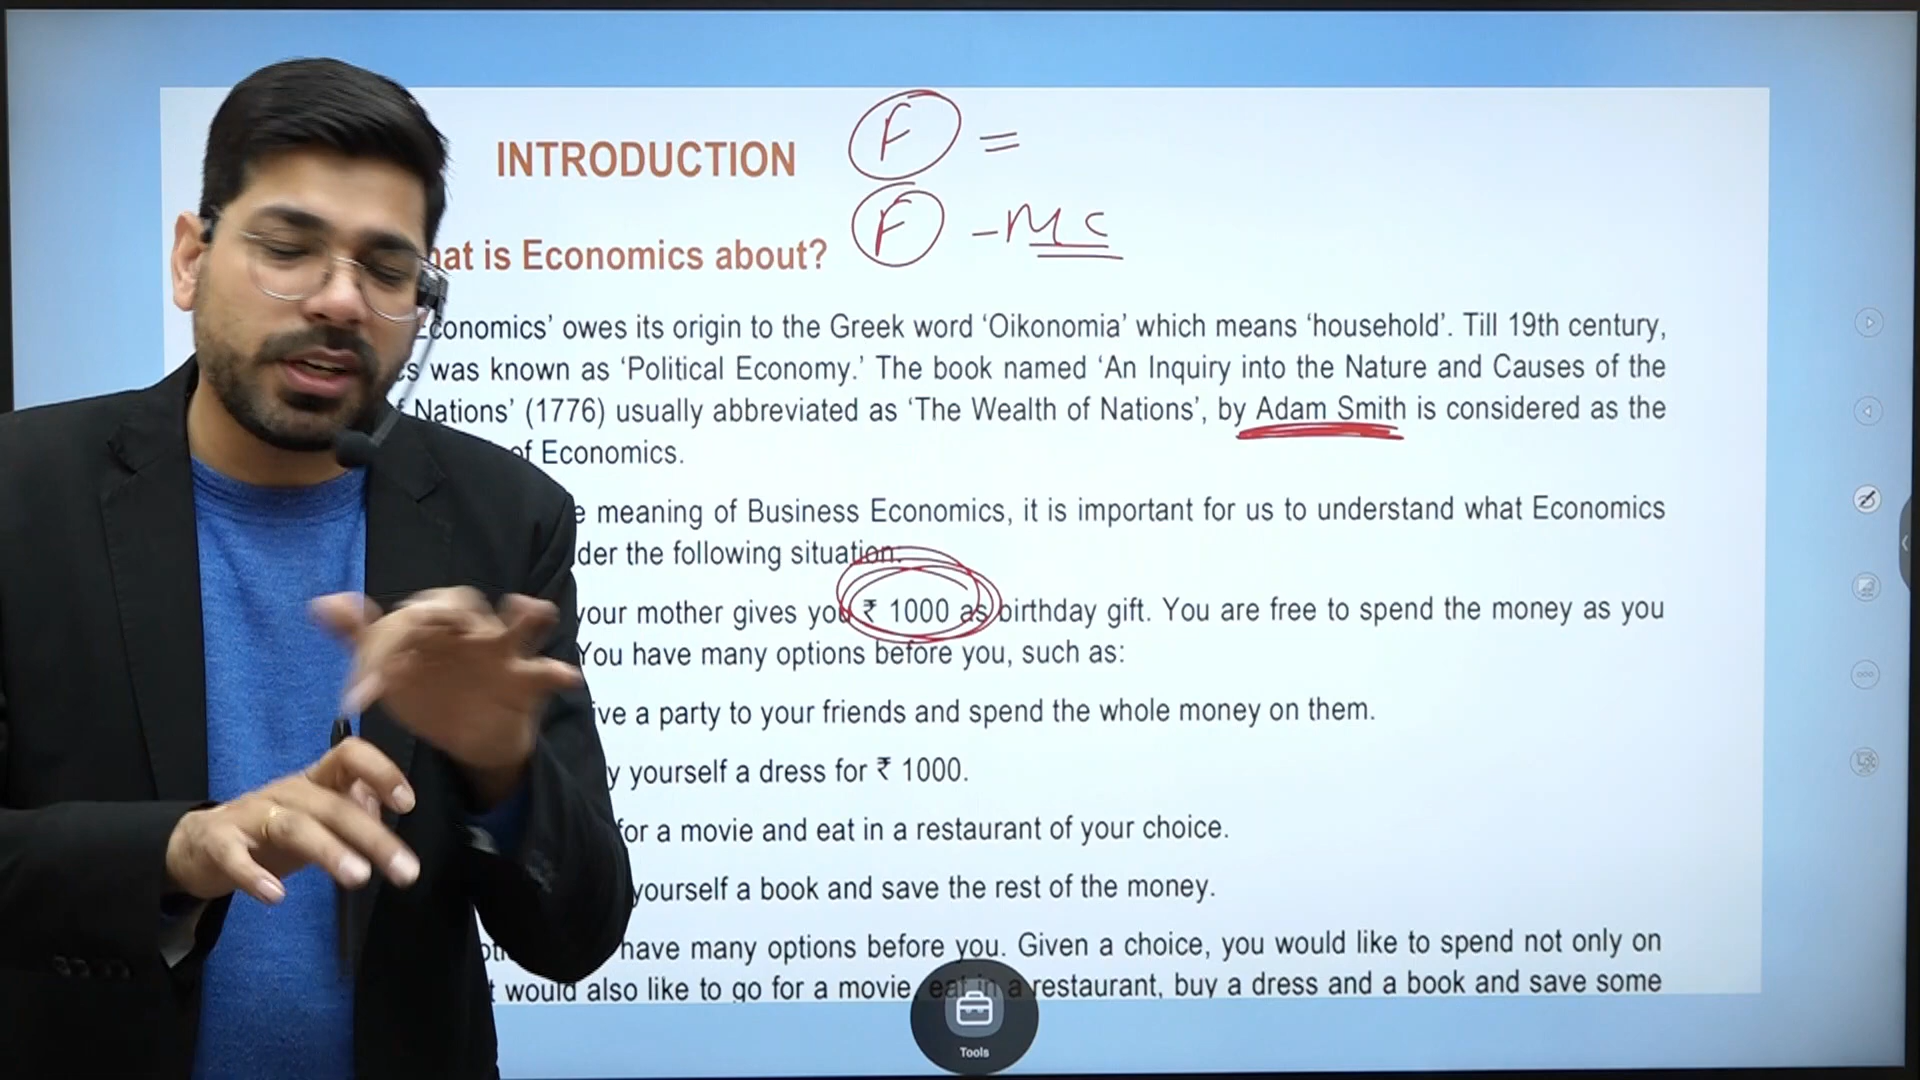 INTRODUCTION
F =
F - MC
is Economics about?
owes its origin to the Greek word ‘Oikonomia’ which means ‘household’. Till 19th century,
was known as ‘Political Economy.’ The book named ‘An Inquiry into the Nature and Causes of the
Nations’ (1776) usually abbreviated as ‘The Wealth of Nations’, by Adam Smith is considered as the
of Economics.
meaning of Business Economics, it is important for us to understand what Economics
the following situation:
your mother gives you ₹ 1000 as birthday gift. You are free to spend the money as you
You have many options before you, such as:
a party to your friends and spend the whole money on them.
yourself a dress for ₹ 1000.
for a movie and eat in a restaurant of your choice.
yourself a book and save the rest of the money.
have many options before you. Given a choice, you would like to spend not only on
would also like to go for a movie, eat in a restaurant, buy a dress and a book and save some
Tools